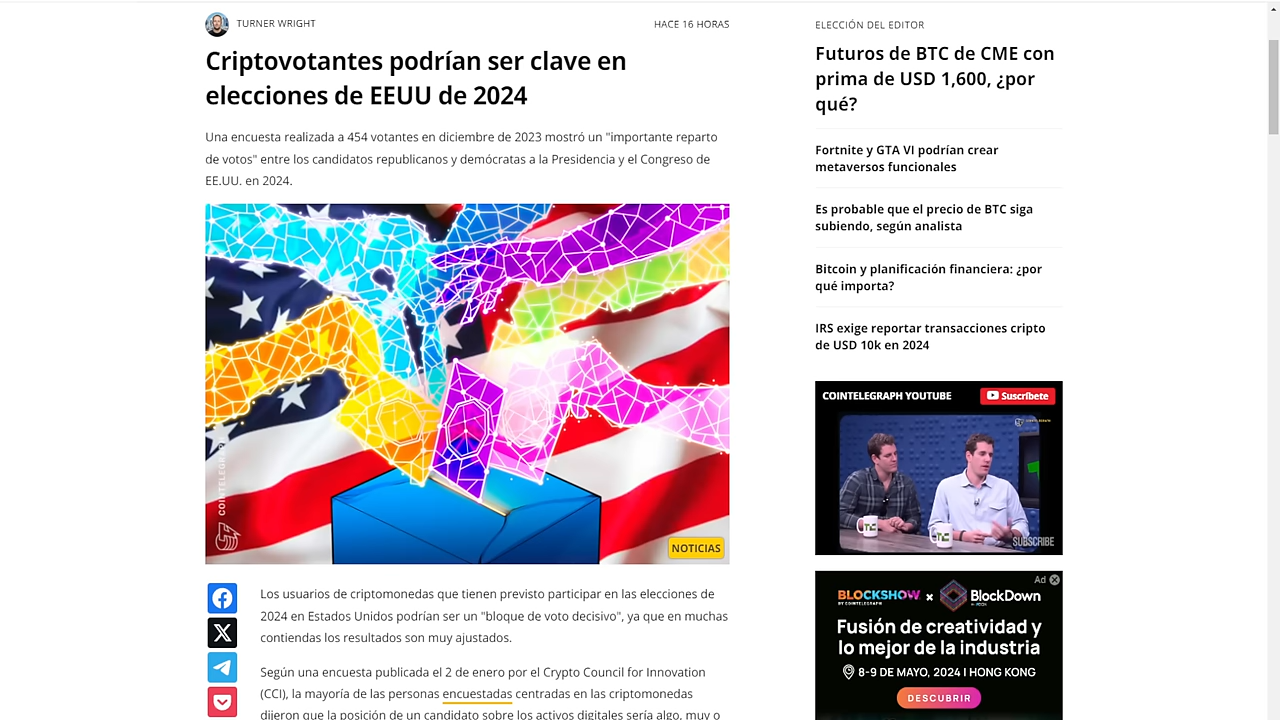 TURNER WRIGHT
HACE 16 HORAS
Criptovotantes podrían ser clave en
elecciones de EEUU de 2024
Una encuesta realizada a 454 votantes en diciembre de 2023 mostró un "importante reparto
de votos" entre los candidatos republicanos y demócratas a la Presidencia y el Congreso de
EE.UU. en 2024.
COINTELEGRAPH
NOTICIAS
Los usuarios de criptomonedas que tienen previsto participar en las elecciones de
2024 en Estados Unidos podrían ser un "bloque de voto decisivo", ya que en muchas
contiendas los resultados son muy ajustados.
Según una encuesta publicada el 2 de enero por el Crypto Council for Innovation
(CCI), la mayoría de las personas encuestadas centradas en las criptomonedas
dijeron que la posición de un candidato sobre los activos digitales sería algo, muy o
ELECCIÓN DEL EDITOR
Futuros de BTC de CME con
prima de USD 1,600, ¿por
qué?
Fortnite y GTA VI podrían crear
metaversos funcionales
Es probable que el precio de BTC siga
subiendo, según analista
Bitcoin y planificación financiera: ¿por
qué importa?
IRS exige reportar transacciones cripto
de USD 10k en 2024
COINTELEGRAPH YOUTUBE
Suscríbete
SUBSCRIBE
Ad
BLOCKSHOW x BlockDown
BY COINTELEGRAPH
Fusión de creatividad y
lo mejor de la industria
8-9 DE MAYO, 2024 | HONG KONG
DESCUBRIR